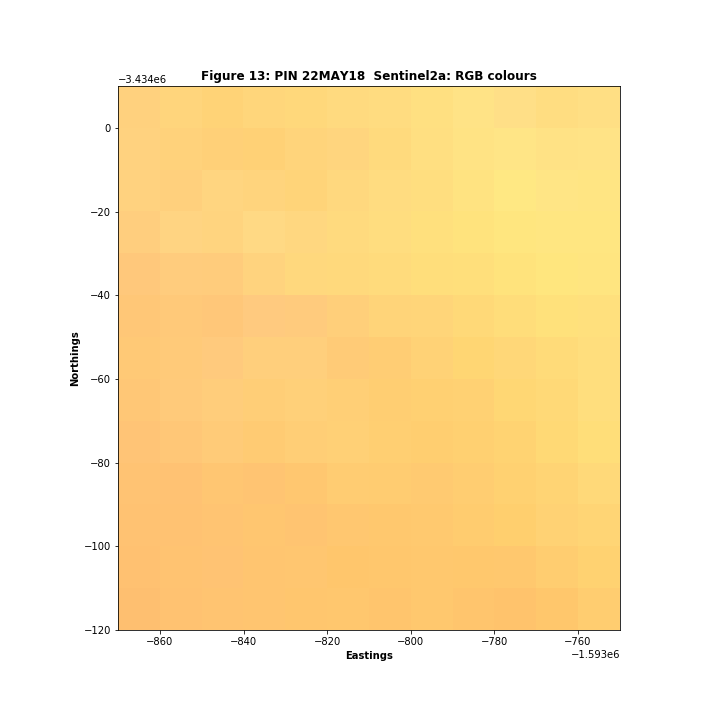 Figure 13: PIN 22MAY18  Sentinel2a: RGB colours
−3.434e6
0
−20
−40
−60
−80
−100
−120
Northings
−860 −840 −820 −800 −780 −760
Eastings
−1.593e6